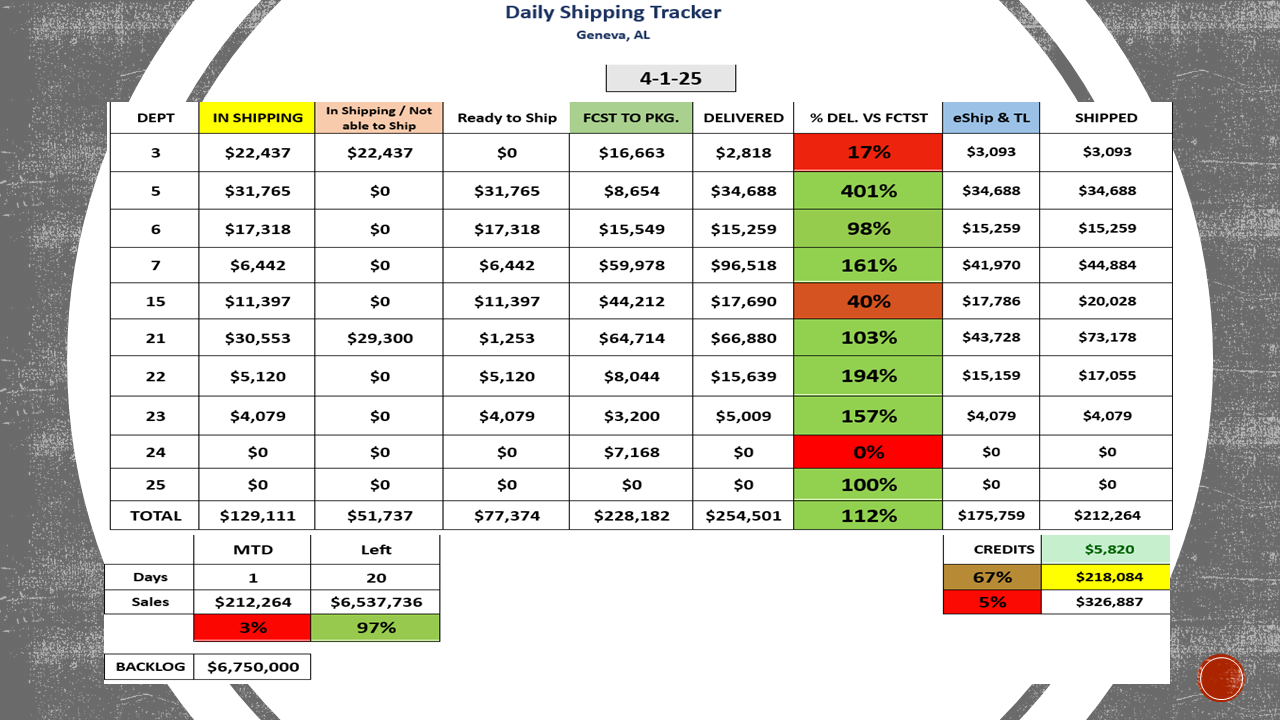 Daily Shipping Tracker
Geneva, AL
4-1-25
DEPT IN SHIPPING In Shipping / Not able to Ship Ready to Ship FCST TO PKG. DELIVERED % DEL. VS FCTST eShip & TL SHIPPED
3 $22,437 $22,437 $0 $16,663 $2,818 17% $3,093 $3,093
5 $31,765 $0 $31,765 $8,654 $34,688 401% $34,688 $34,688
6 $17,318 $0 $17,318 $15,549 $15,259 98% $15,259 $15,259
7 $6,442 $0 $6,442 $59,978 $96,518 161% $41,970 $44,884
15 $11,397 $0 $11,397 $44,212 $17,690 40% $17,786 $20,028
21 $30,553 $29,300 $1,253 $64,714 $66,880 103% $43,728 $73,178
22 $5,120 $0 $5,120 $8,044 $15,639 194% $15,159 $17,055
23 $4,079 $0 $4,079 $3,200 $5,009 157% $4,079 $4,079
24 $0 $0 $0 $7,168 $0 0% $0 $0
25 $0 $0 $0 $0 $0 100% $0 $0
TOTAL $129,111 $51,737 $77,374 $228,182 $254,501 112% $175,759 $212,264
MTD Left CREDITS $5,820
Days 1 20 67% $218,084
Sales $212,264 $6,537,736 5% $326,887
3% 97%
BACKLOG $6,750,000